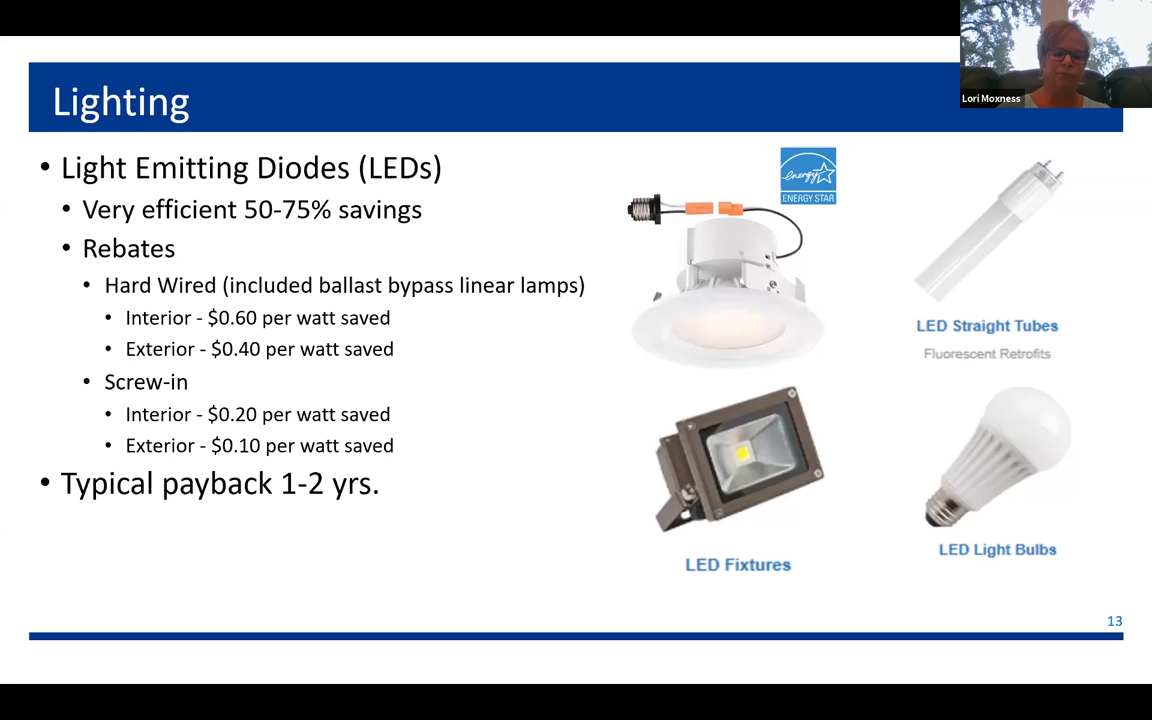 Lori Moxness
Lighting
• Light Emitting Diodes (LEDs)
• Very efficient 50-75% savings
• Rebates
• Hard Wired (included ballast bypass linear lamps)
• Interior - $0.60 per watt saved
• Exterior - $0.40 per watt saved
• Screw-in
• Interior - $0.20 per watt saved
• Exterior - $0.10 per watt saved
• Typical payback 1-2 yrs.
energy
ENERGY STAR
LED Straight Tubes
Fluorescent Retrofits
LED Fixtures
LED Light Bulbs
13